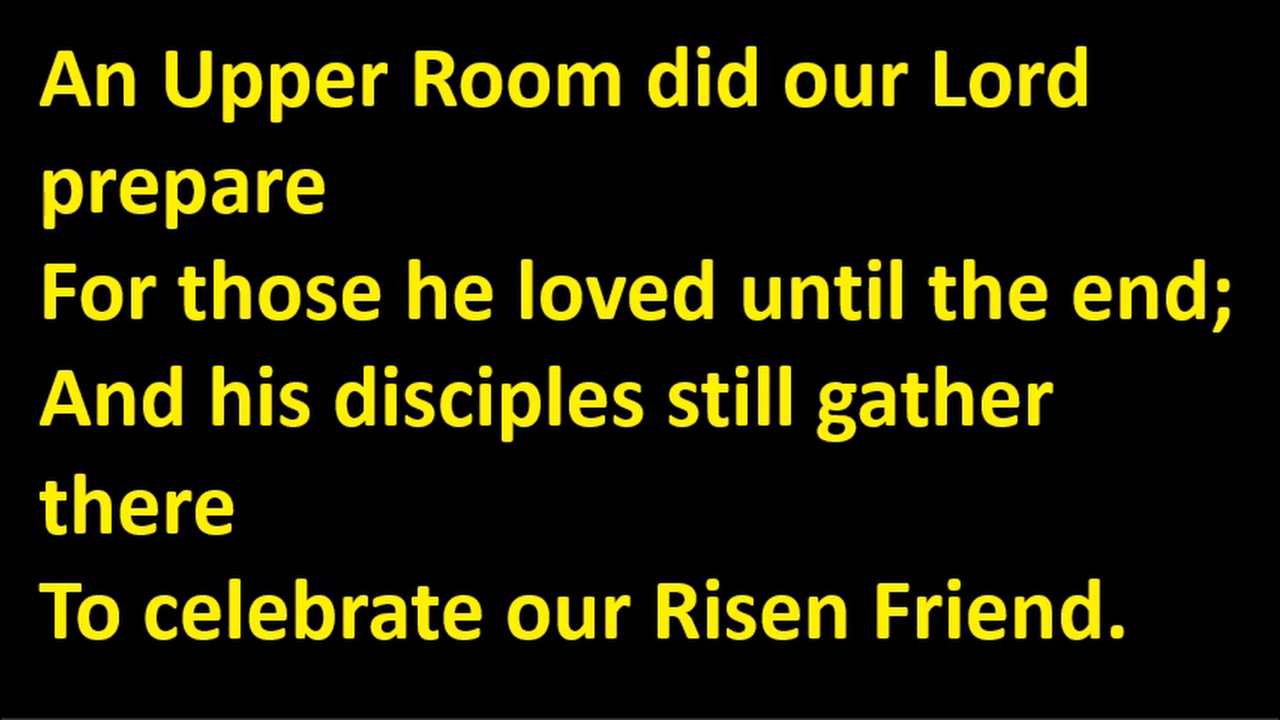 An Upper Room did our Lord
prepare
For those he loved until the end;
And his disciples still gather
there
To celebrate our Risen Friend.